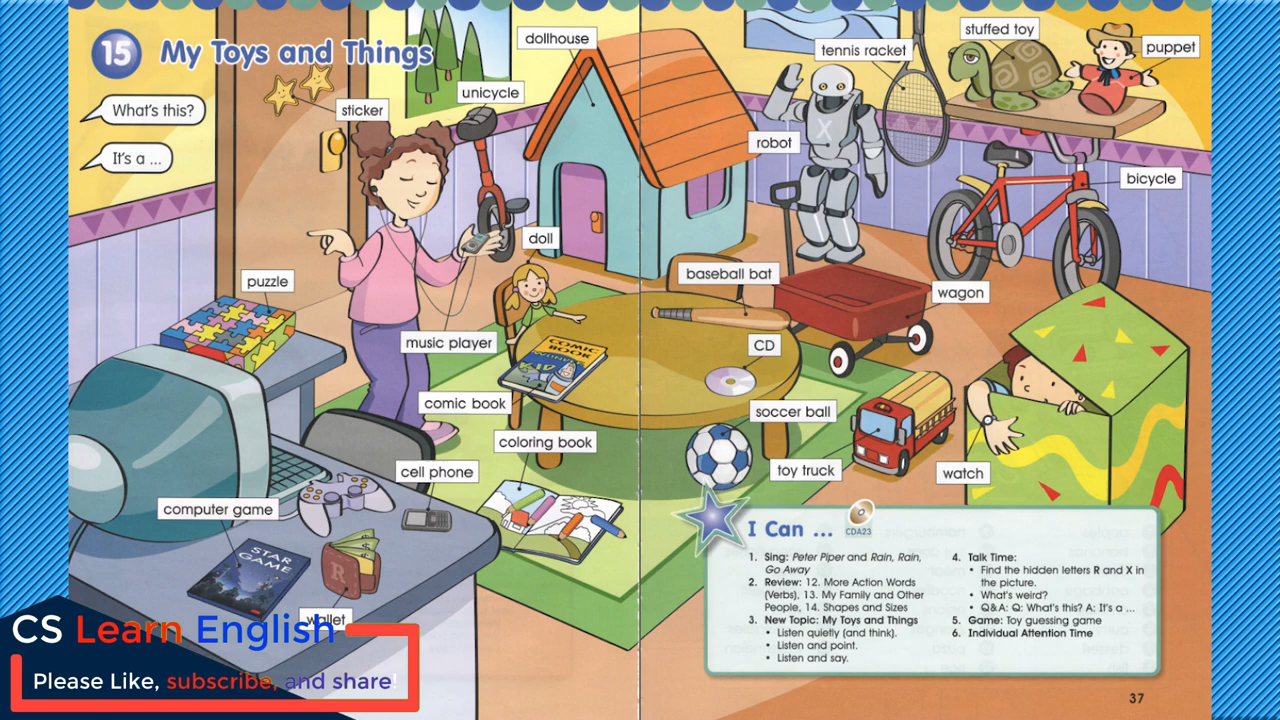 15 My Toys and Things
What's this?
It's a ...
sticker
unicycle
dollhouse
tennis racket
stuffed toy
puppet
robot
bicycle
doll
puzzle
baseball bat
wagon
music player
CD
comic book
COMIC
BOOK
soccer ball
coloring book
cell phone
toy truck
watch
computer game
STAR
GAME
R
X
wallet
I Can ...
CDA23
1. Sing: Peter Piper and Rain, Rain,
Go Away
2. Review: 12. More Action Words
(Verbs), 13. My Family and Other
People, 14. Shapes and Sizes
3. New Topic: My Toys and Things
• Listen quietly (and think).
• Listen and point.
• Listen and say.
4. Talk Time:
• Find the hidden letters R and X in
the picture.
• What's weird?
• Q&A: Q: What's this? A: It's a ...
5. Game: Toy guessing game
6. Individual Attention Time
37
CS Learn English
Please Like, subscribe, and share!